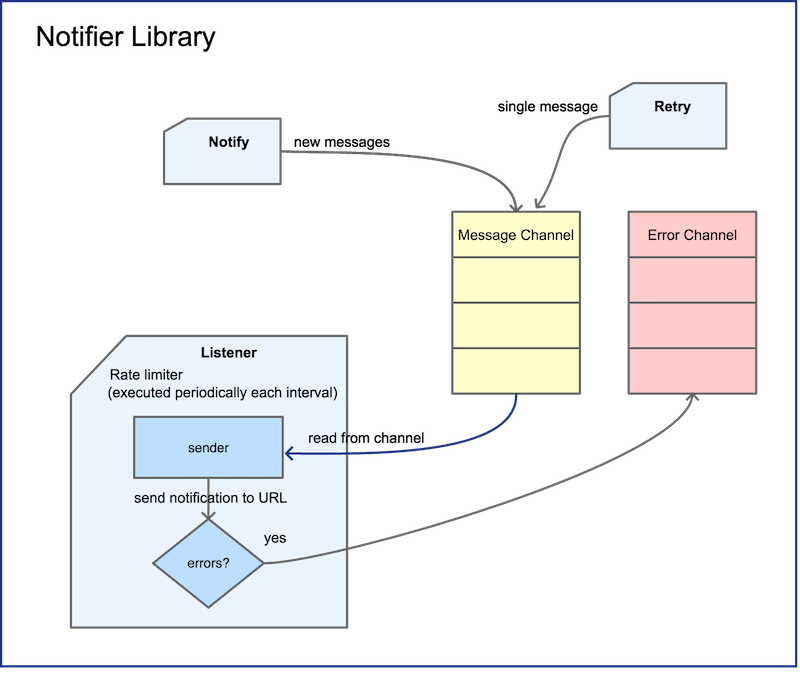 Notifier Library
single message
Retry
Notify
new messages
Message Channel
Error Channel
Listener
Rate limiter
(executed periodically each interval)
read from channel
sender
send notification to URL
yes
errors?